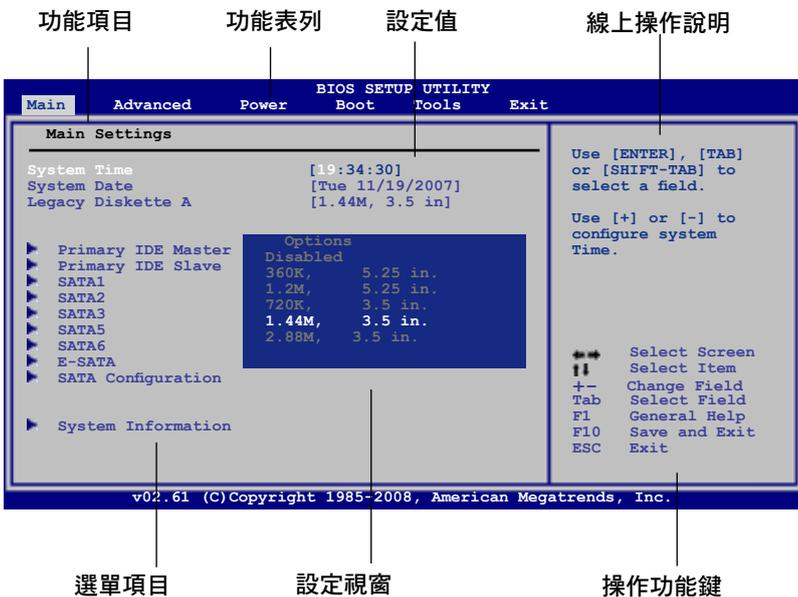 功能項目
功能表列
設定值
線上操作說明
BIOS SETUP UTILITY
Main Advanced Power Boot Tools Exit
Main Settings
System Time [19:34:30]
System Date [Tue 11/19/2007]
Legacy Diskette A [1.44M, 3.5 in]
Primary IDE Master
Primary IDE Slave
SATA1
SATA2
SATA3
SATA5
SATA6
E-SATA
SATA Configuration
System Information
Options
Disabled
360K, 5.25 in.
1.2M, 5.25 in.
720K, 3.5 in.
1.44M, 3.5 in.
2.88M, 3.5 in.
Use [ENTER], [TAB]
or [SHIFT-TAB] to
select a field.
Use [+] or [-] to
configure system
Time.
←→ Select Screen
↑↓ Select Item
+- Change Field
Tab Select Field
F1 General Help
F10 Save and Exit
ESC Exit
v02.61 (C)Copyright 1985-2008, American Megatrends, Inc.
選單項目
設定視窗
操作功能鍵